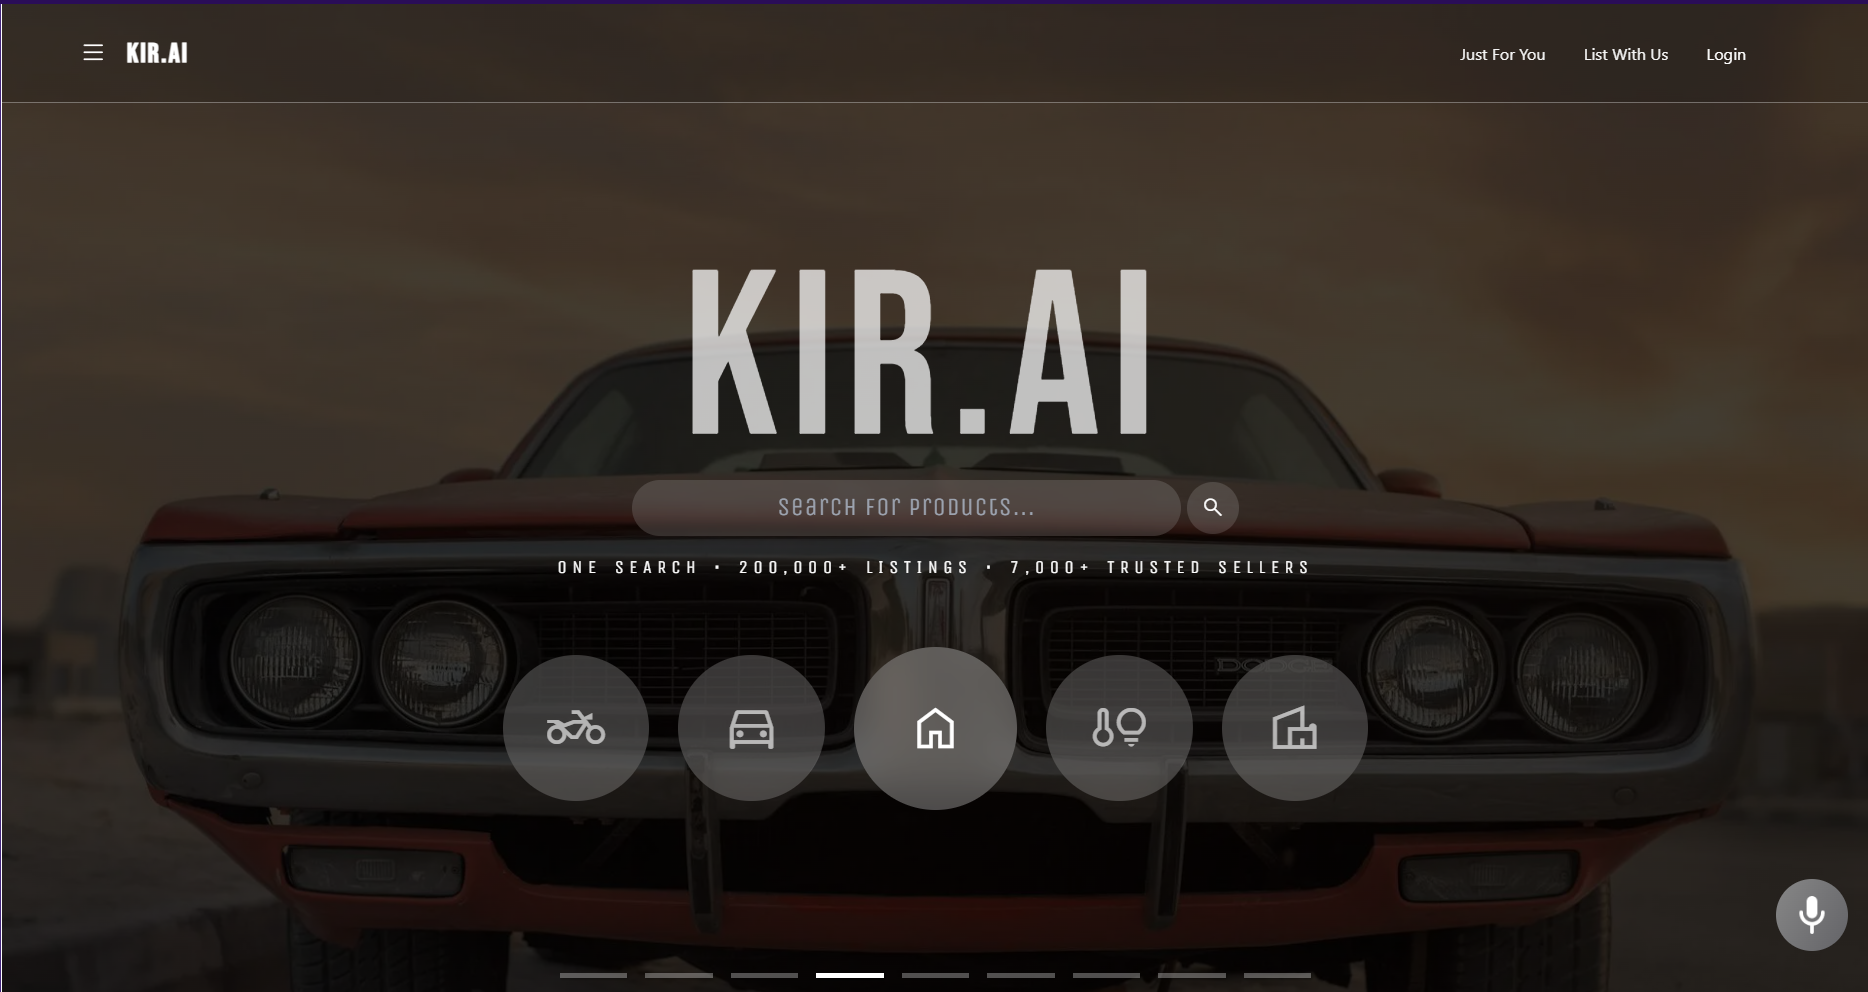 KIR.AI
Just For You
List With Us
Login
KIR.AI
search for products...
ONE SEARCH · 200,000+ LISTINGS · 7,000+ TRUSTED SELLERS
DODGE